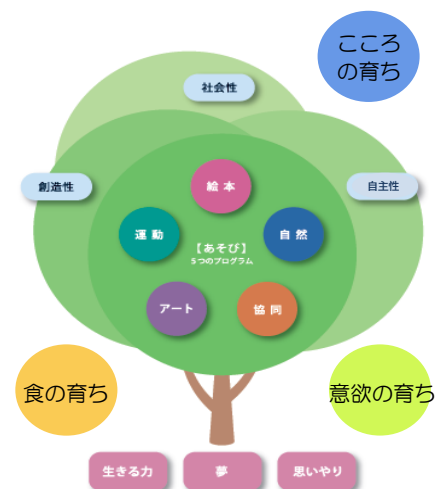 こころ
の育ち
社会性
創造性
自主性
絵本
運動
自然
【あそび】
5つのプログラム
アート
協同
食の育ち
意欲の育ち
生きる力
夢
思いやり